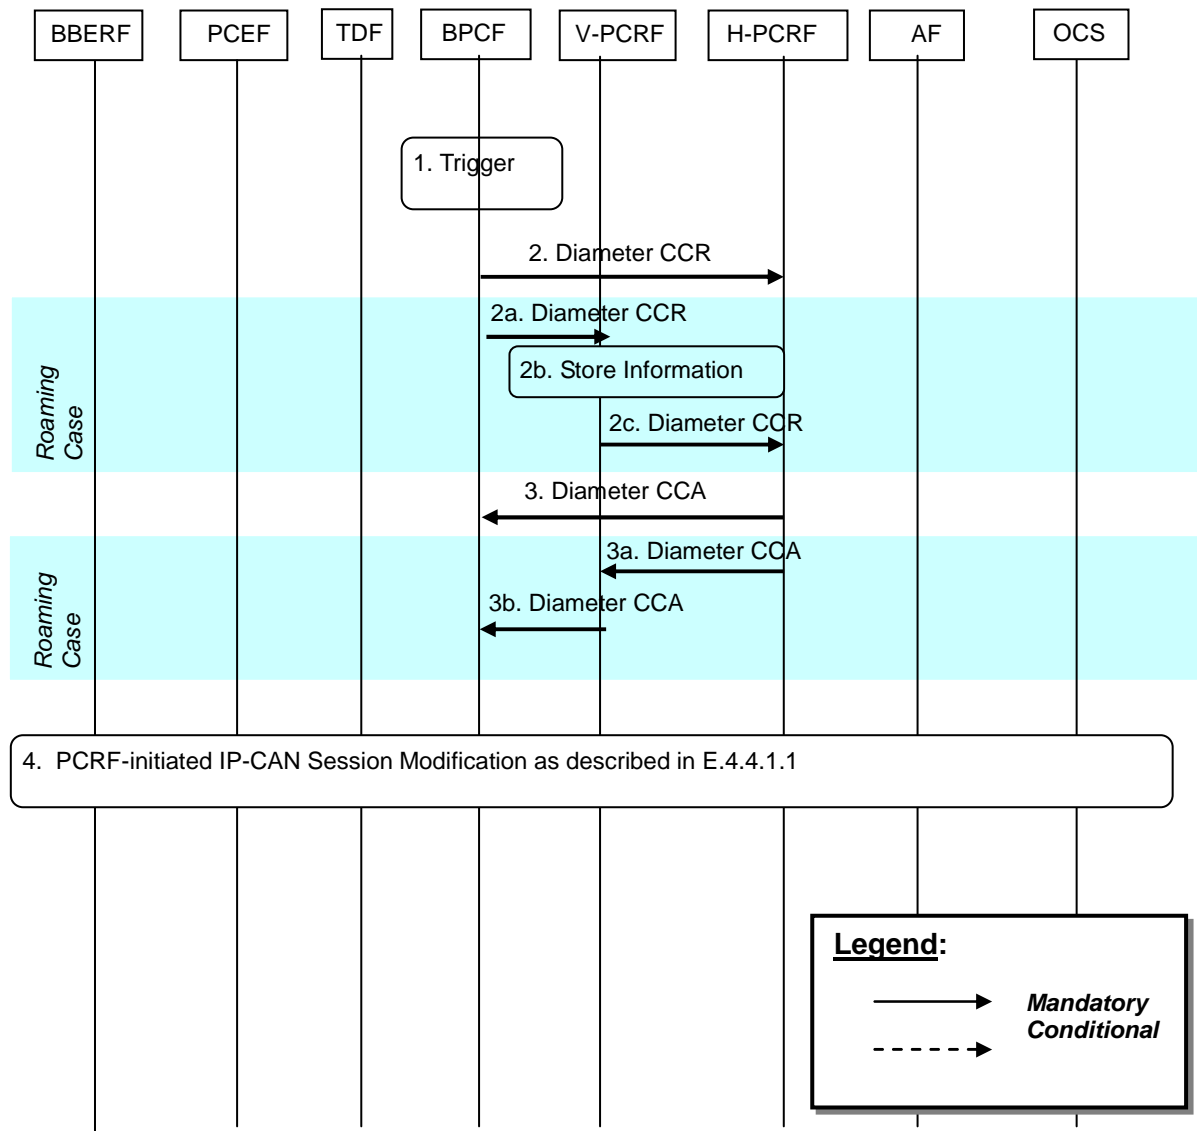 BBERF PCEF TDF BPCF V-PCRF H-PCRF AF OCS
1. Trigger
2. Diameter CCR
2a. Diameter CCR
2b. Store Information
2c. Diameter CCR
Roaming
Case
3. Diameter CCA
3a. Diameter CCA
3b. Diameter CCA
Roaming
Case
4. PCRF-initiated IP-CAN Session Modification as described in E.4.4.1.1
Legend:
Mandatory
Conditional